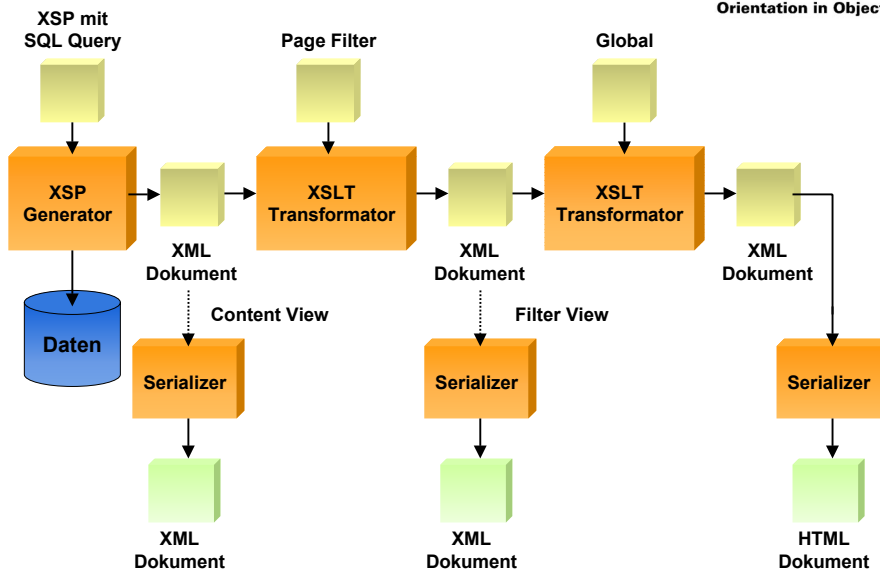 Orientation in Object
XSP mit
SQL Query
Page Filter
Global
XSP
Generator
XSLT
Transformator
XSLT
Transformator
XML
Dokument
XML
Dokument
XML
Dokument
Content View
Filter View
Daten
Serializer
Serializer
Serializer
XML
Dokument
XML
Dokument
HTML
Dokument